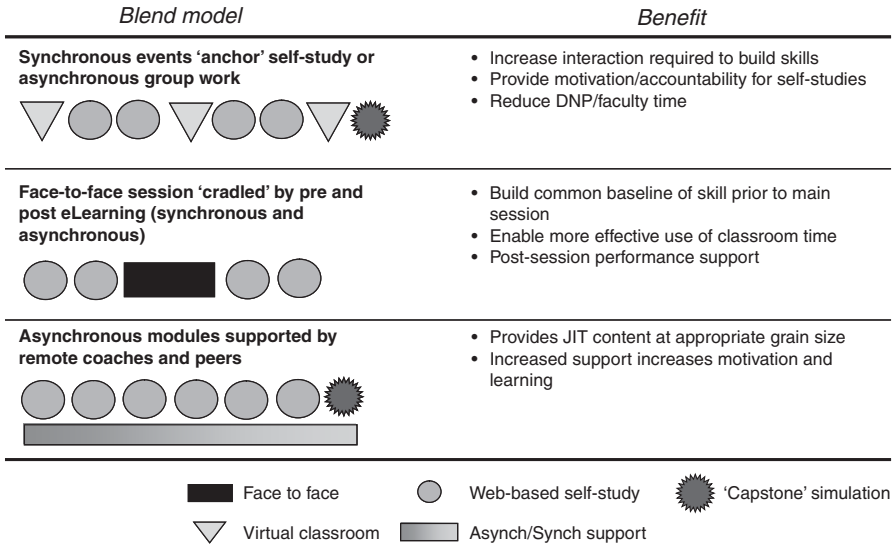 Blend model
Benefit
Synchronous events ‘anchor’ self-study or
asynchronous group work
• Increase interaction required to build skills
• Provide motivation/accountability for self-studies
• Reduce DNP/faculty time
Face-to-face session ‘cradled’ by pre and
post eLearning (synchronous and
asynchronous)
• Build common baseline of skill prior to main
session
• Enable more effective use of classroom time
• Post-session performance support
Asynchronous modules supported by
remote coaches and peers
• Provides JIT content at appropriate grain size
• Increased support increases motivation and
learning
Face to face
Web-based self-study
‘Capstone’ simulation
Virtual classroom
Asynch/Synch support